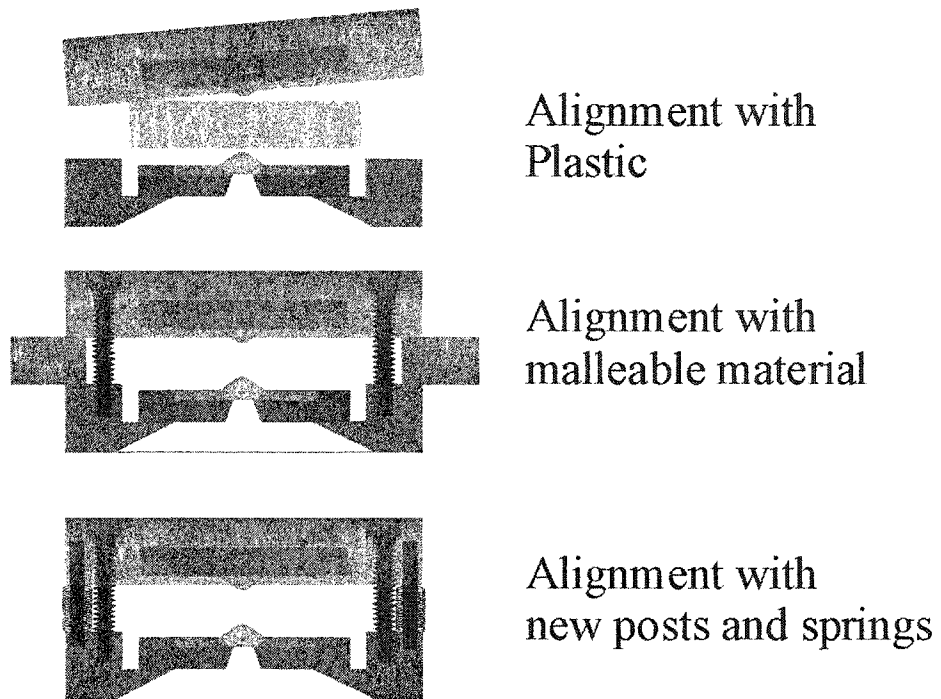 Alignment with
Plastic
Alignment with
malleable material
Alignment with
new posts and springs